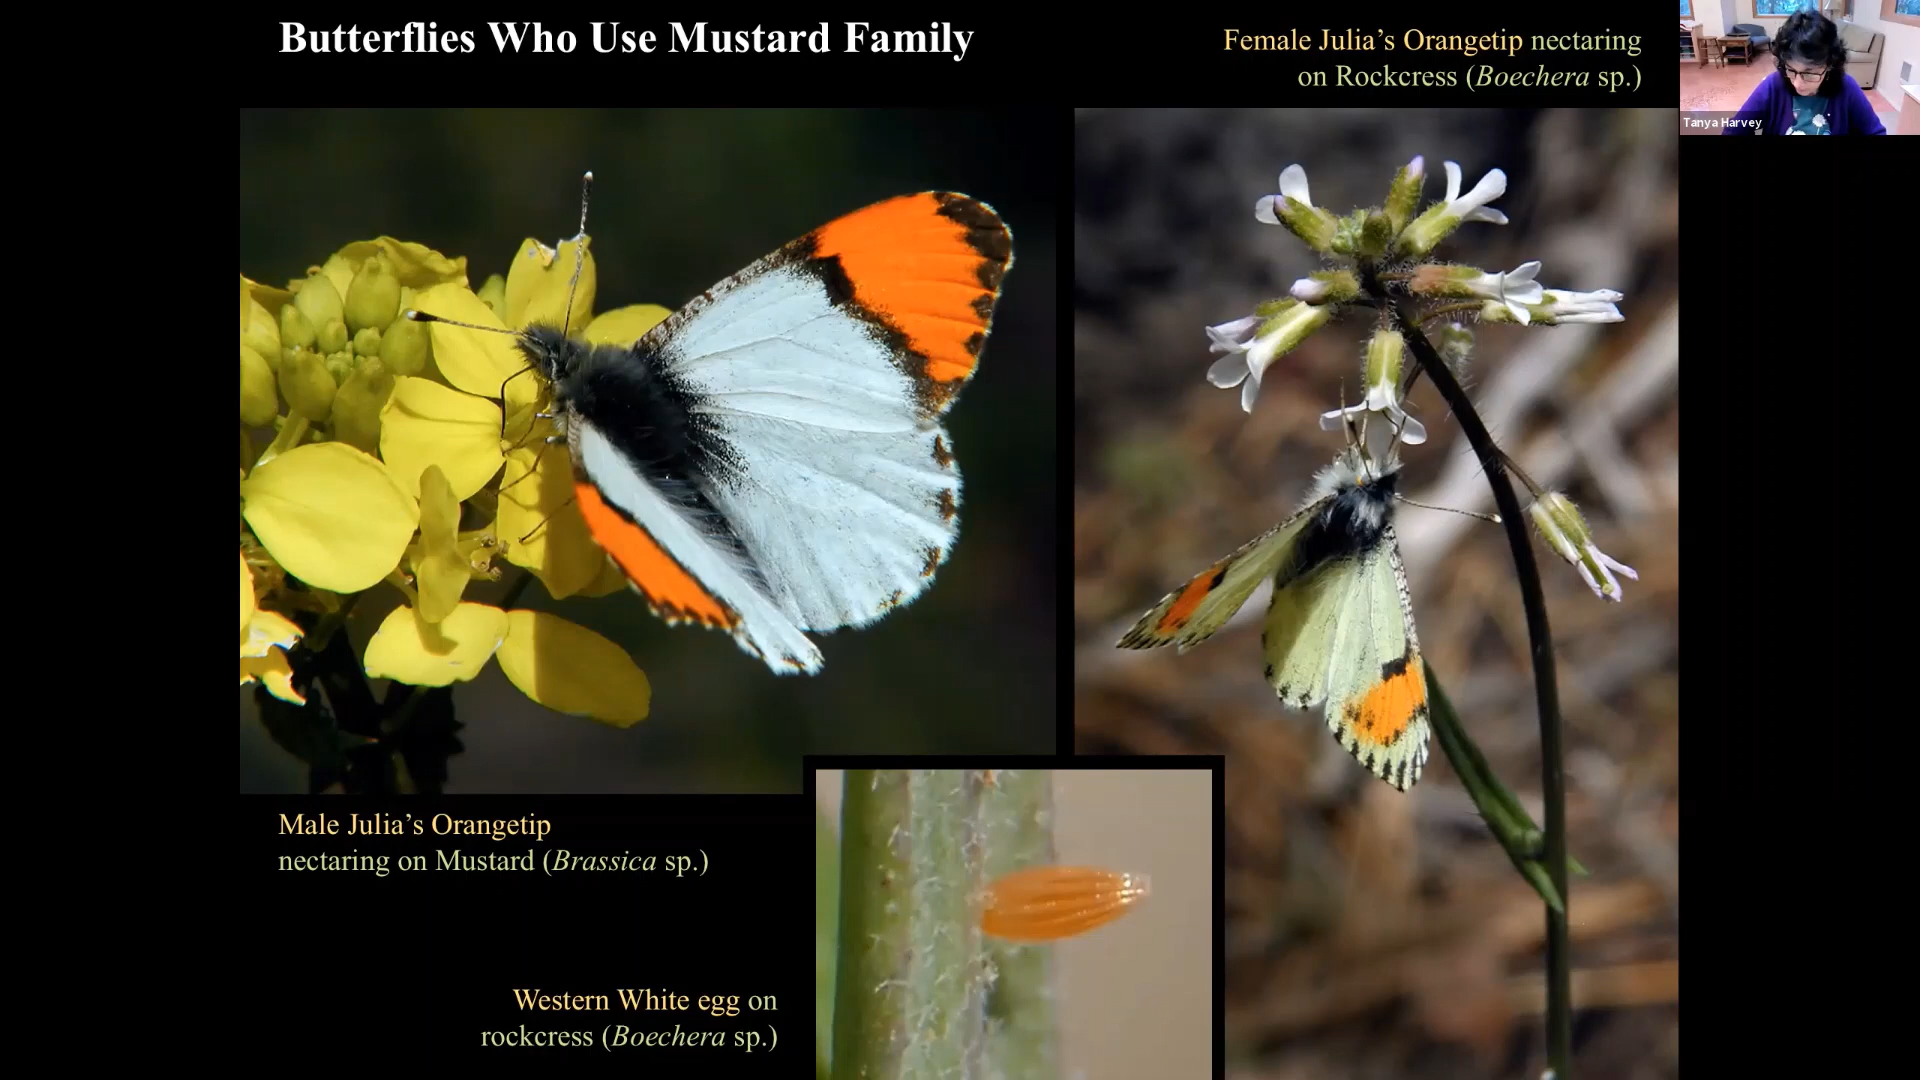 Butterflies Who Use Mustard Family
Female Julia’s Orangetip nectaring
on Rockcress (Boechera sp.)
Tanya Harvey
Male Julia’s Orangetip
nectaring on Mustard (Brassica sp.)
Western White egg on
rockcress (Boechera sp.)